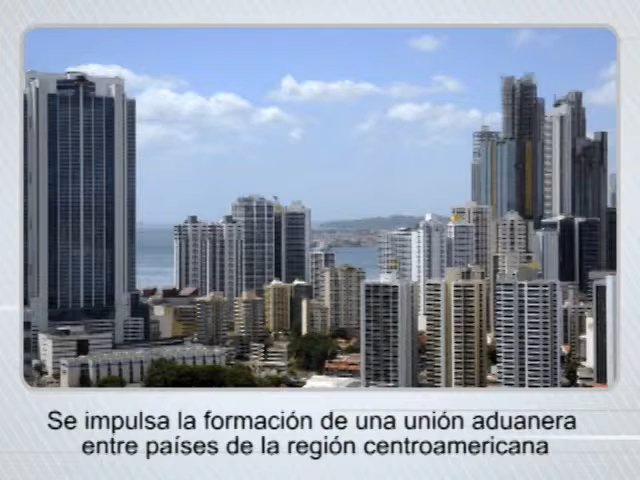 Se impulsa la formación de una unión aduanera
entre países de la región centroamericana